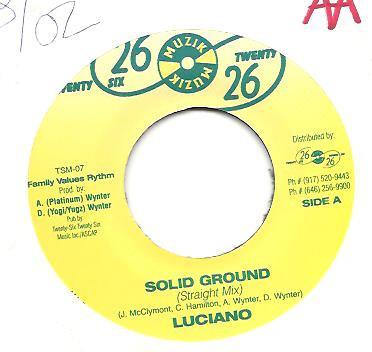 8/02
AA
TWENTY 26 SIX MUZIK MUZIK TWENTY 26
TSM-07
Family Values Rythm
Prod by:
A. (Platinum) Wynter
D. (Yogi/Yugz) Wynter
Pub by
Twenty-Six Twenty Six
Music Inc./ASCAP
Distributed by:
26 26
Ph # (917) 520-9443
Ph # (646) 256-9900
SIDE A
SOLID GROUND
(Straight Mix)
(J. McClymont, C. Hamilton, A. Wynter, D. Wynter)
LUCIANO